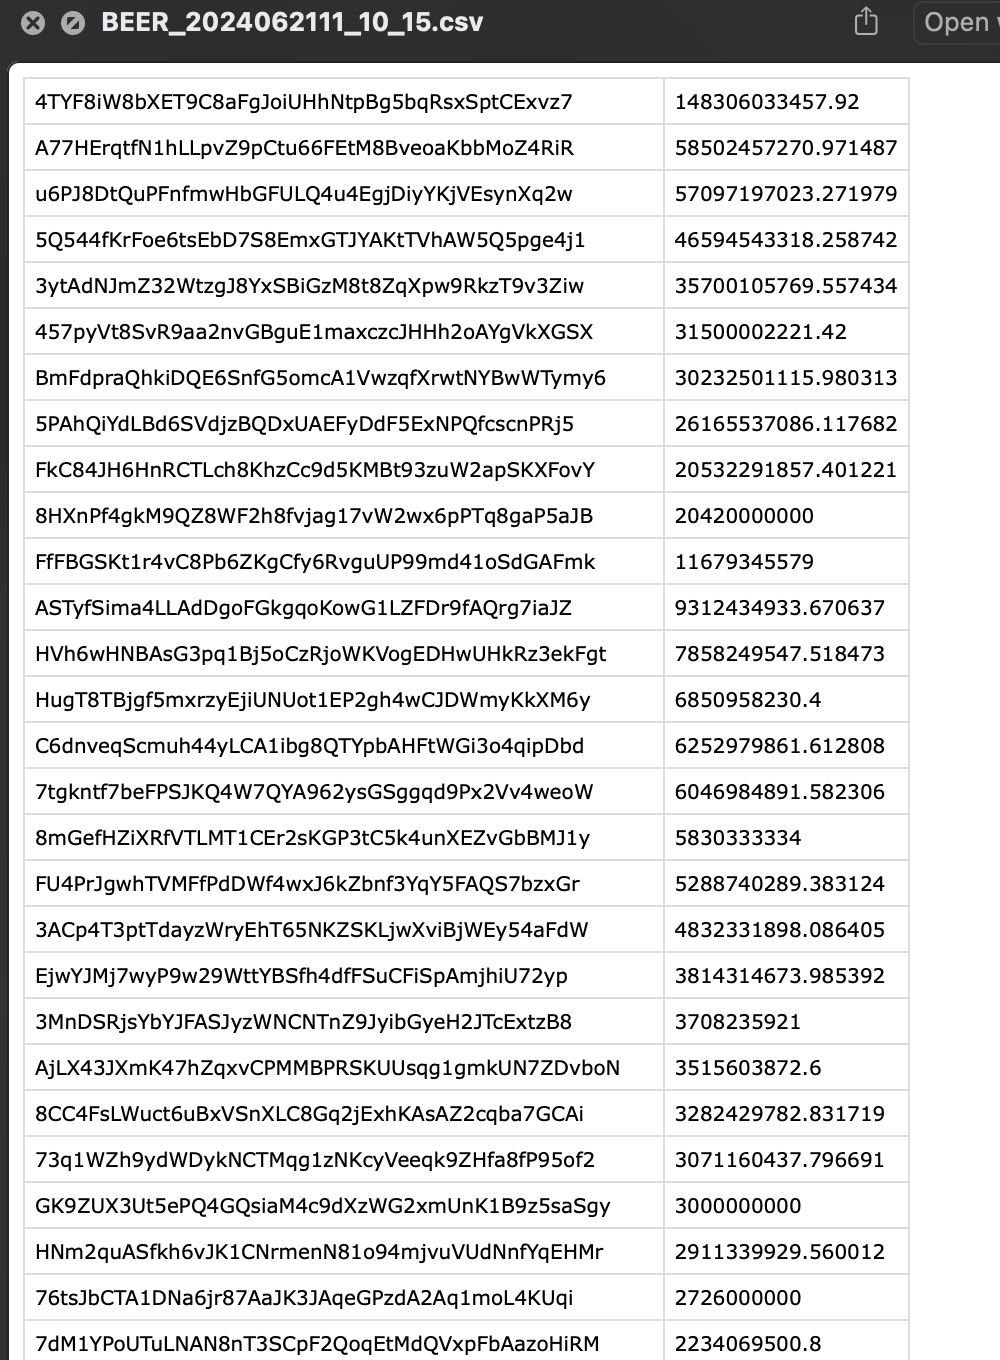 BEER_2024062111_10_15.csv Open
4TYF8iW8bXET9C8aFgJoiUHhNtpBg5bqRsxSptCExvz7 148306033457.92
A77HErqtfN1hLLpvZ9pCtu66FEtM8BveoaKbbMoZ4RiR 58502457270.971487
u6PJ8DtQuPFnfmwHbGFULQ4u4EgjDiyYKjVEsynXq2w 57097197023.271979
5Q544fKrFoe6tsEbD7S8EmxGTJYAKtTVhAW5Q5pge4j1 46594543318.258742
3ytAdNJmZ32WtzgJ8YxSBiGzM8t8ZqXpw9RkzT9v3Ziw 35700105769.557434
457pyVt8SvR9aa2nvGBguE1maxczcJHHh2oAYgVkXGSX 31500002221.42
BmFdpraQhkiDQE6SnfG5omcA1VwzqfXrwtNYBwWTymy6 30232501115.980313
5PAhQiYdLBd6SVdjzBQDxUAEFyDdF5ExNPQfcscnPRj5 26165537086.117682
FkC84JH6HnRCTLch8KhzCc9d5KMBt93zuW2apSKXFovY 20532291857.401221
8HXnPf4gkM9QZ8WF2h8fvjag17vW2wx6pPTq8gaP5aJB 20420000000
FfFBGSKt1r4vC8Pb6ZKgCfy6RvguUP99md41oSdGAFmk 11679345579
ASTyfSima4LLAdDgoFGkgqoKowG1LZFDr9fAQrg7iaJZ 9312434933.670637
HVh6wHNBAsG3pq1Bj5oCzRjoWKVogEDHwUHkRz3ekFgt 7858249547.518473
HugT8TBjgf5mxrzyEjiUNUot1EP2gh4wCJDWmyKkXM6y 6850958230.4
C6dnveqScmuh44yLCA1ibg8QTYpbAHFtWGi3o4qipDbd 6252979861.612808
7tgkntf7beFPSJKQ4W7QYA962ysGSggqd9Px2Vv4weoW 6046984891.582306
8mGefHZiXRfVTLMT1CEr2sKGP3tC5k4unXEZvGbBMJ1y 5830333334
FU4PrJgwhTVMFfPdDWf4wxJ6kZbnf3YqY5FAQS7bzxGr 5288740289.383124
3ACp4T3ptTdayzWryEhT65NKZSKLjwXviBjWEy54aFdW 4832331898.086405
EjwYJMj7wyP9w29WttYBSfh4dfFSuCFiSpAmjhiU72yp 3814314673.985392
3MnDSRjsYbYJFASJyzWNCNTnZ9JyibGyeH2JTcExtzB8 3708235921
AjLX43JXmK47hZqxvCPMMBPRSKUUsqg1gmkUN7ZDvboN 3515603872.6
8CC4FsLWuct6uBxVSnXLC8Gq2jExhKAsAZ2cqba7GCAi 3282429782.831719
73q1WZh9ydWDykNCTMqg1zNKcyVeeqk9ZHfa8fP95of2 3071160437.796691
GK9ZUX3Ut5ePQ4GQsiaM4c9dXzWG2xmUnK1B9z5saSgy 3000000000
HNm2quASfkh6vJK1CNrmenN81o94mjvuVUdNnfYqEHMr 2911339929.560012
76tsJbCTA1DNa6jr87AaJK3JAqeGPzdA2Aq1moL4KUqi 2726000000
7dM1YPoUTuLNAN8nT3SCpF2QoqEtMdQVxpFbAazoHiRM 2234069500.8